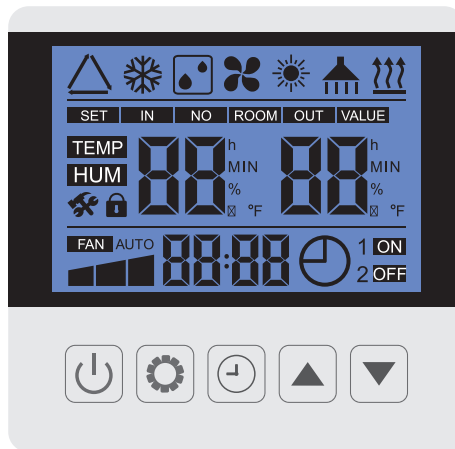 SET IN NO ROOM OUT VALUE
TEMP 88 h 88 h
HUM MIN MIN
% %
°F °F
FAN AUTO 88:88 1 ON
2 OFF